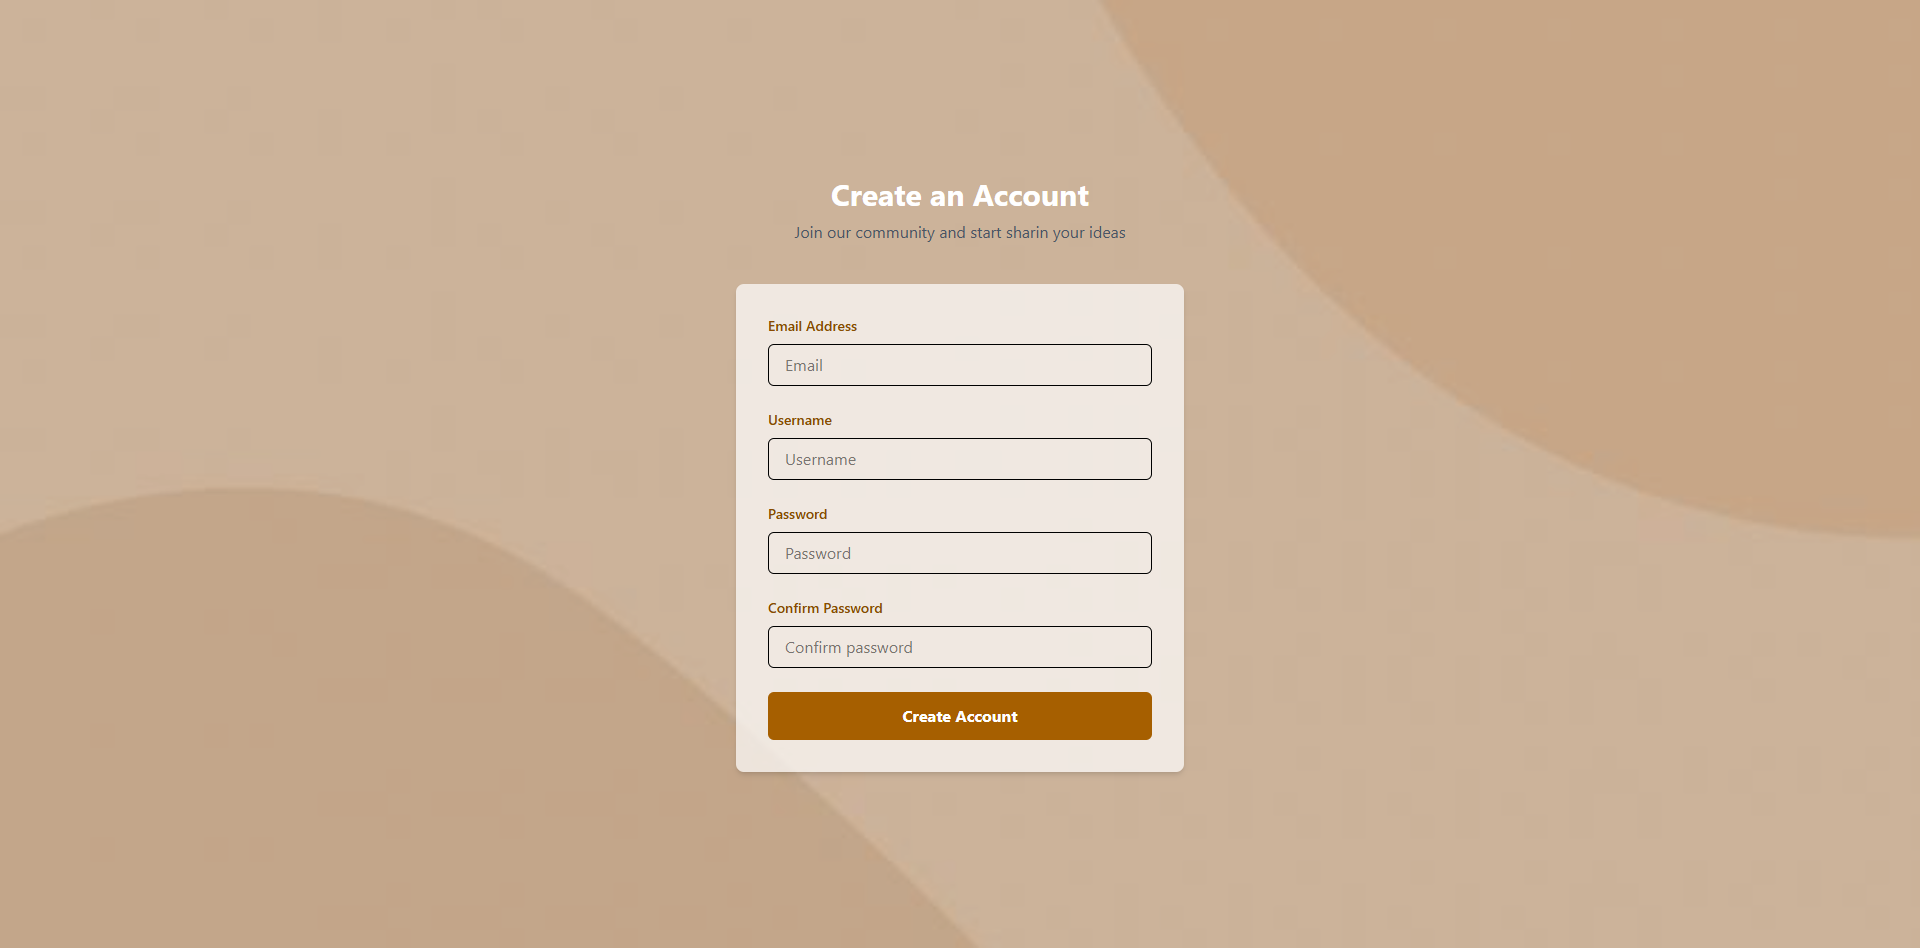 Create an Account
Join our community and start sharin your ideas
Email Address
Email
Username
Username
Password
Password
Confirm Password
Confirm password
Create Account